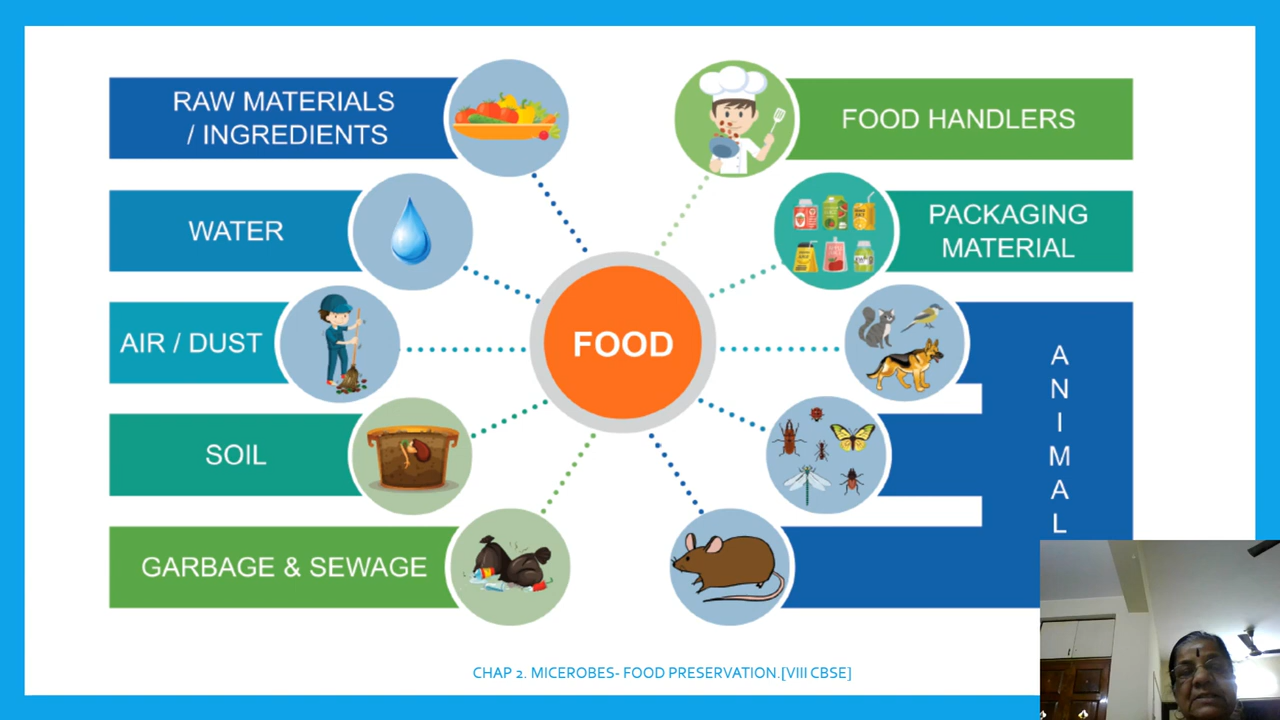 RAW MATERIALS
/ INGREDIENTS
WATER
AIR / DUST
SOIL
GARBAGE & SEWAGE
FOOD
FOOD HANDLERS
PACKAGING
MATERIAL
A
N
I
M
A
L
CHAP 2. MICEROBES- FOOD PRESERVATION.[VIII CBSE]